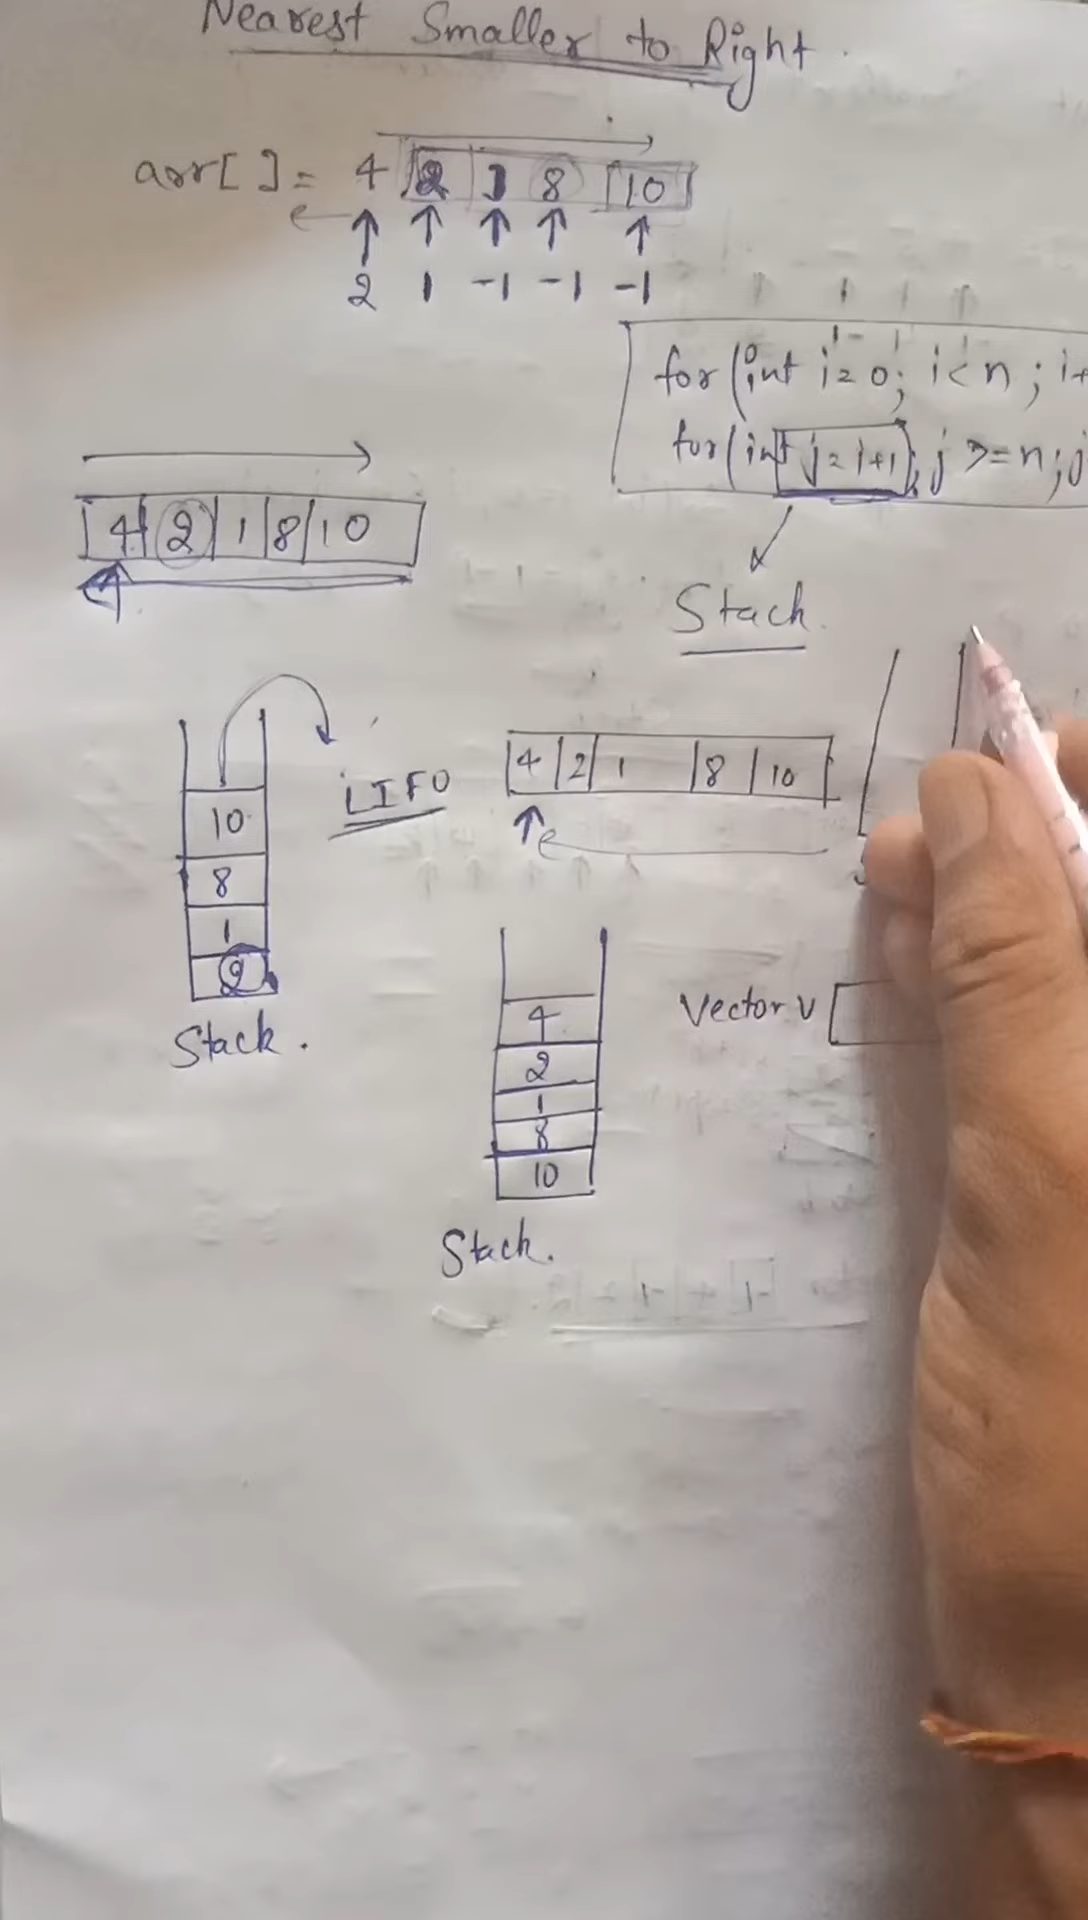 Nearest Smaller to Right.
arr[ ] = 4 2 1 8 10
2 1 -1 -1 -1
for(int i=0; i<n; i+
for(int j=i+1); j >=n; j
4 2 1 8 10
Stack.
10
8
1
2
Stack.
LIFO
4 2 1 8 10
4
2
1
8
10
Stack.
Vector v